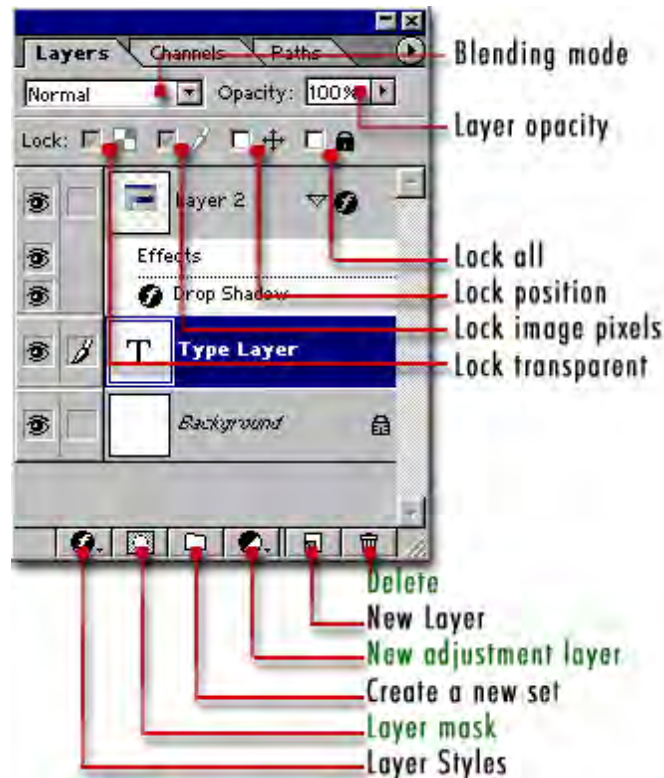 Layers Channels Paths
Blending mode
Normal Opacity: 100%
Layer opacity
Lock:
Layer 2
Effects
Lock all
Drop Shadow
Lock position
Lock image pixels
T Type Layer
Lock transparent
Background
Delete
New Layer
New adjustment layer
Create a new set
Layer mask
Layer Styles